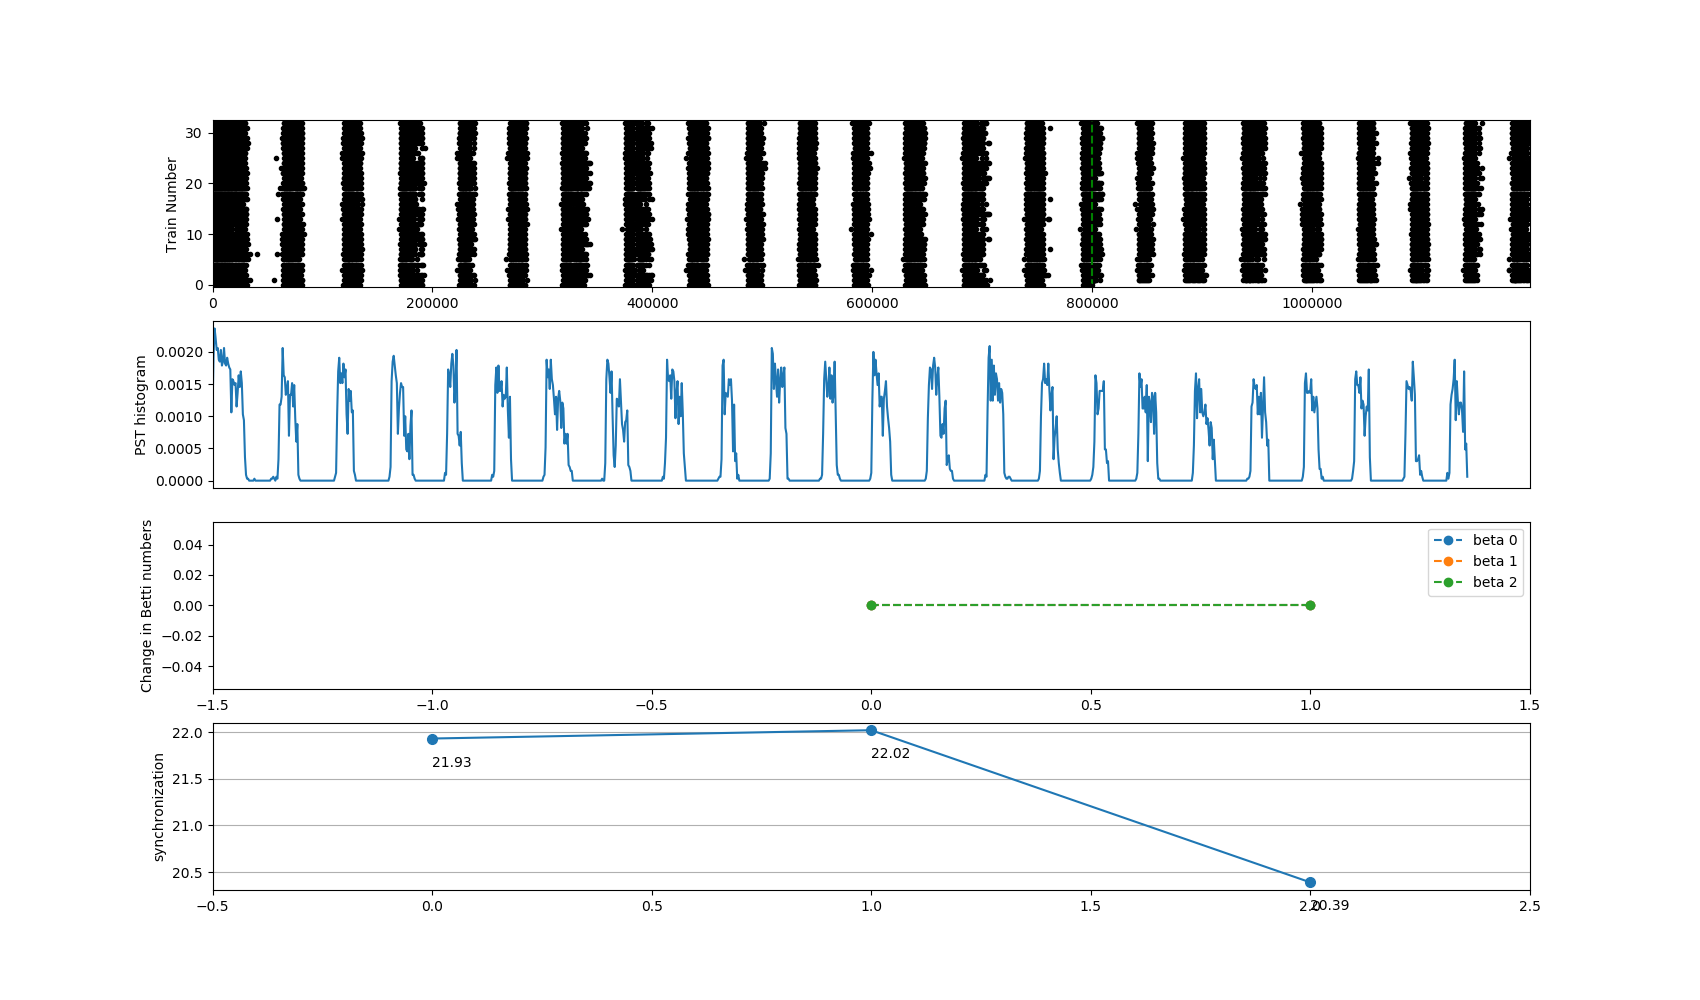 Train Number
30
20
10
0
0 200000 400000 600000 800000 1000000
PST histogram
0.0020
0.0015
0.0010
0.0005
0.0000
Change in Betti numbers
0.04
0.02
0.00
−0.02
−0.04
beta 0
beta 1
beta 2
−1.5 −1.0 −0.5 0.0 0.5 1.0 1.5
synchronization
22.0
21.5
21.0
20.5
21.93
22.02
20.39
−0.5 0.0 0.5 1.0 1.5 2.0 2.5